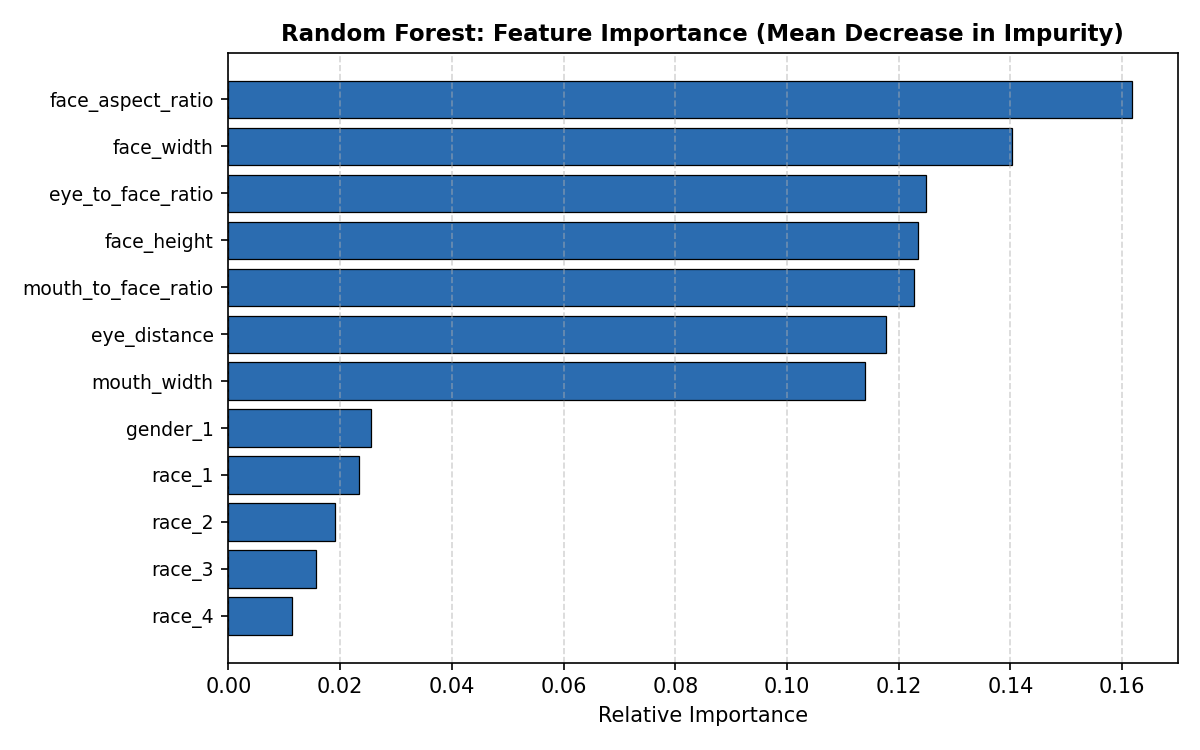 Random Forest: Feature Importance (Mean Decrease in Impurity)
face_aspect_ratio
face_width
eye_to_face_ratio
face_height
mouth_to_face_ratio
eye_distance
mouth_width
gender_1
race_1
race_2
race_3
race_4
0.00 0.02 0.04 0.06 0.08 0.10 0.12 0.14 0.16
Relative Importance